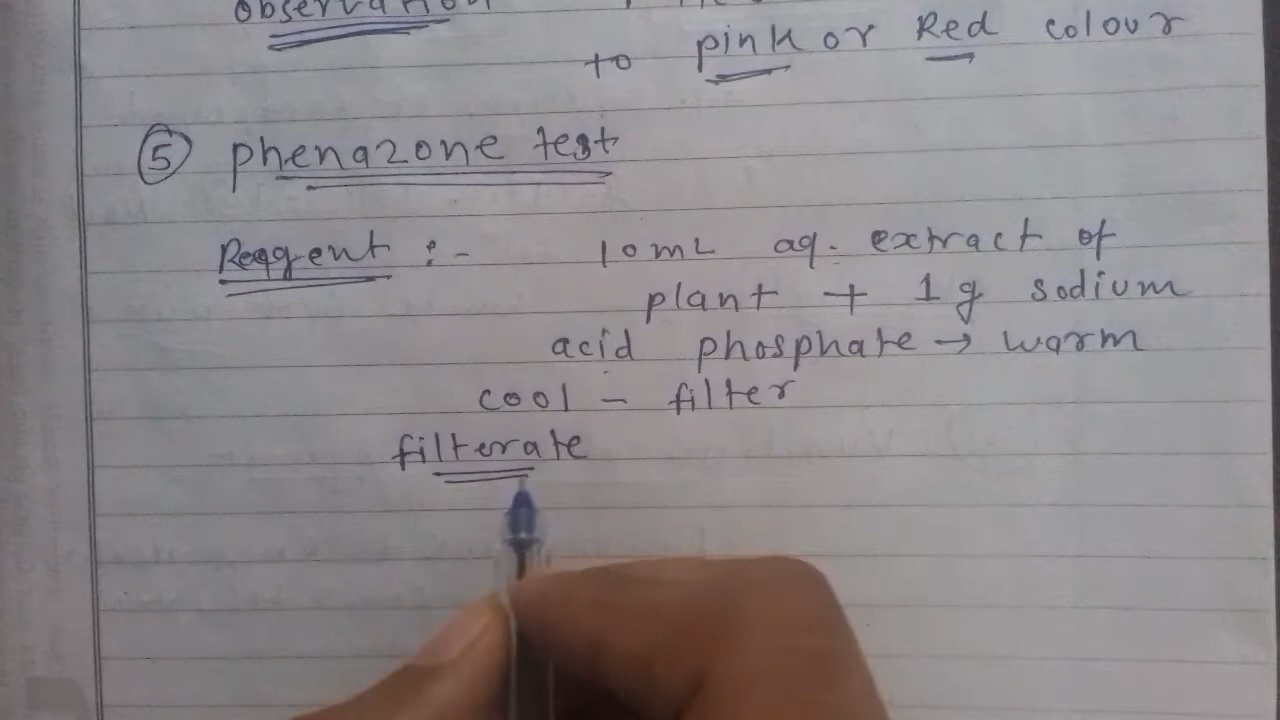 observation
to pink or Red colour
⑤ phenazone test
Reagent :- 10mL aq. extract of
plant + 1g sodium
acid phosphate → warm
cool - filter
filterate